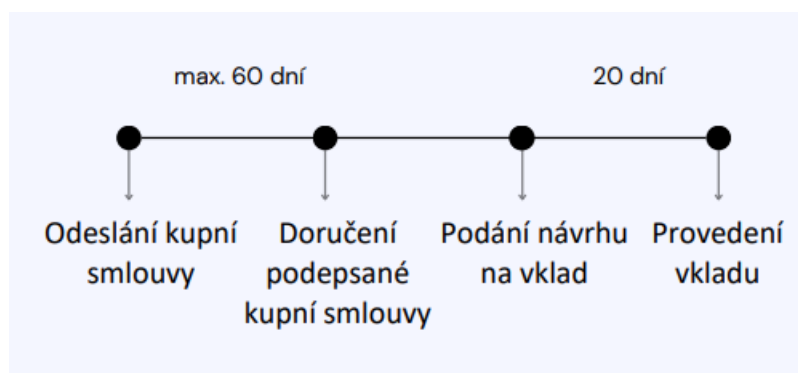 max. 60 dní
20 dní
Odeslání kupní
smlouvy
Doručení
podepsané
kupní smlouvy
Podání návrhu
na vklad
Provedení
vkladu